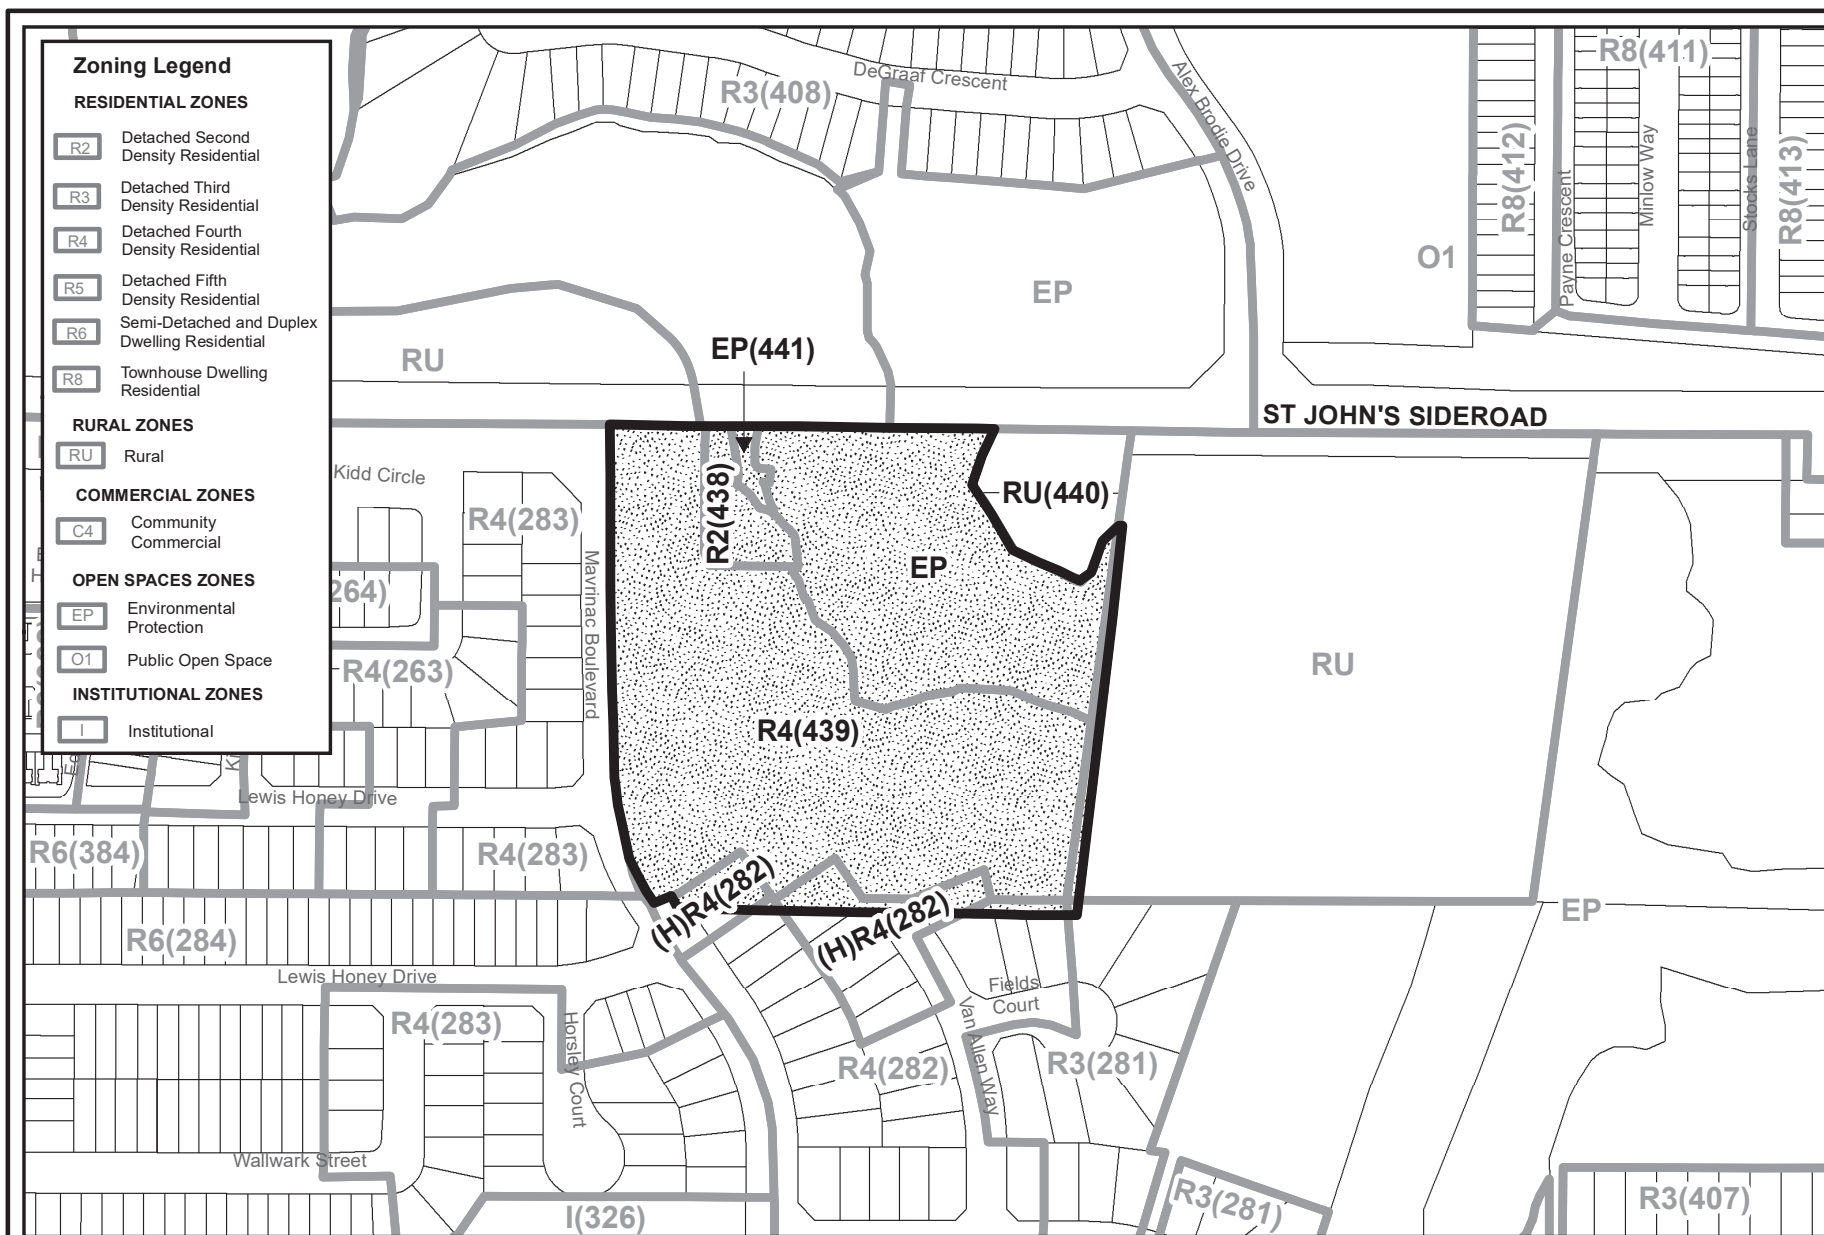 Zoning Legend
RESIDENTIAL ZONES
R2
Detached Second
Density Residential
R3
Detached Third
Density Residential
R4
Detached Fourth
Density Residential
R5
Detached Fifth
Density Residential
R6
Semi-Detached and Duplex
Dwelling Residential
R8
Townhouse Dwelling
Residential
RURAL ZONES
RU
Rural
COMMERCIAL ZONES
C4
Community
Commercial
OPEN SPACES ZONES
EP
Environmental
Protection
O1
Public Open Space
INSTITUTIONAL ZONES
I
Institutional
R3(408)
DeGraaf Crescent
Alex Brodie Drive
R8(411)
R8(412)
Payne Crescent
Minlow Way
Stocks Lane
R8(413)
O1
EP
RU
EP(441)
ST JOHN'S SIDEROAD
Kidd Circle
R4(283)
R2(438)
RU(440)
EP
264)
R4(263)
Mavrinac Boulevard
RU
R4(439)
Lewis Honey Drive
R6(384)
R4(283)
(H)R4(282)
(H)R4(282)
EP
R6(284)
Lewis Honey Drive
R4(283)
Horsley Court
Fields
Court
Van Allen Way
R4(282)
R3(281)
Wallwark Street
I(326)
R3(281)
R3(407)